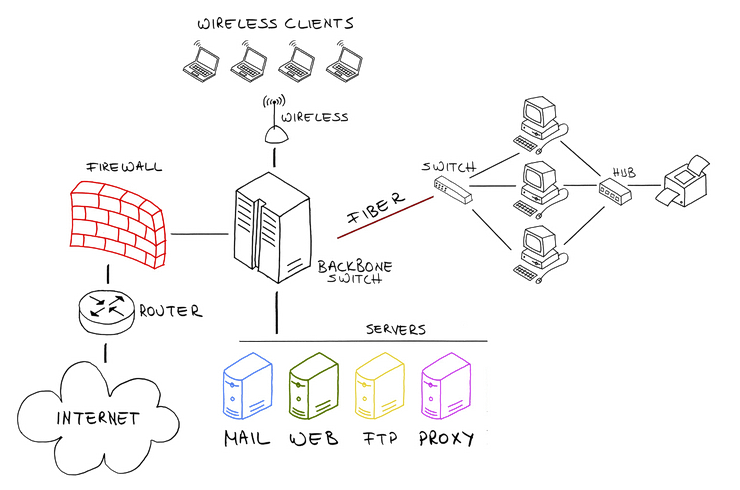 WIRELESS CLIENTS
WIRELESS
FIREWALL
SWITCH
HUB
FIBER
BACKBONE
SWITCH
ROUTER
SERVERS
INTERNET
MAIL WEB FTP PROXY